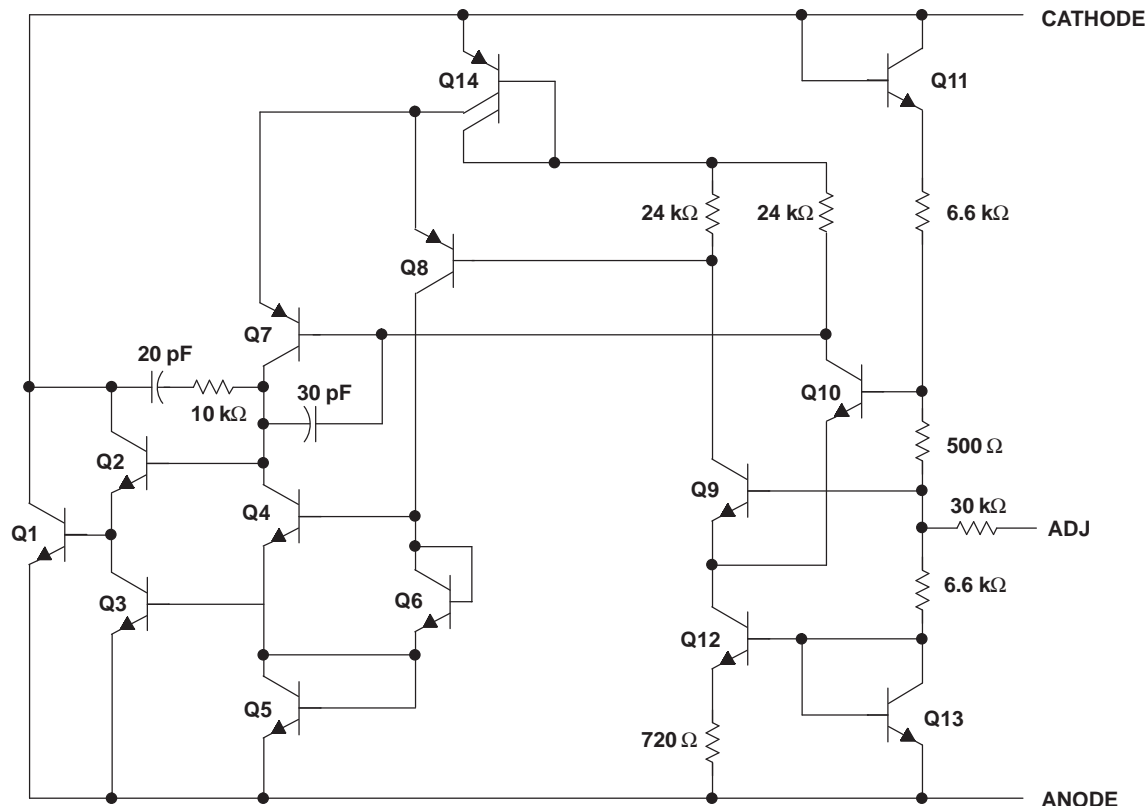 CATHODE
Q14
Q11
24 kΩ
24 kΩ
6.6 kΩ
Q8
Q7
20 pF
30 pF
10 kΩ
Q10
500 Ω
Q2
Q9
30 kΩ
Q4
Q1
ADJ
Q3
Q6
6.6 kΩ
Q12
Q5
Q13
720 Ω
ANODE